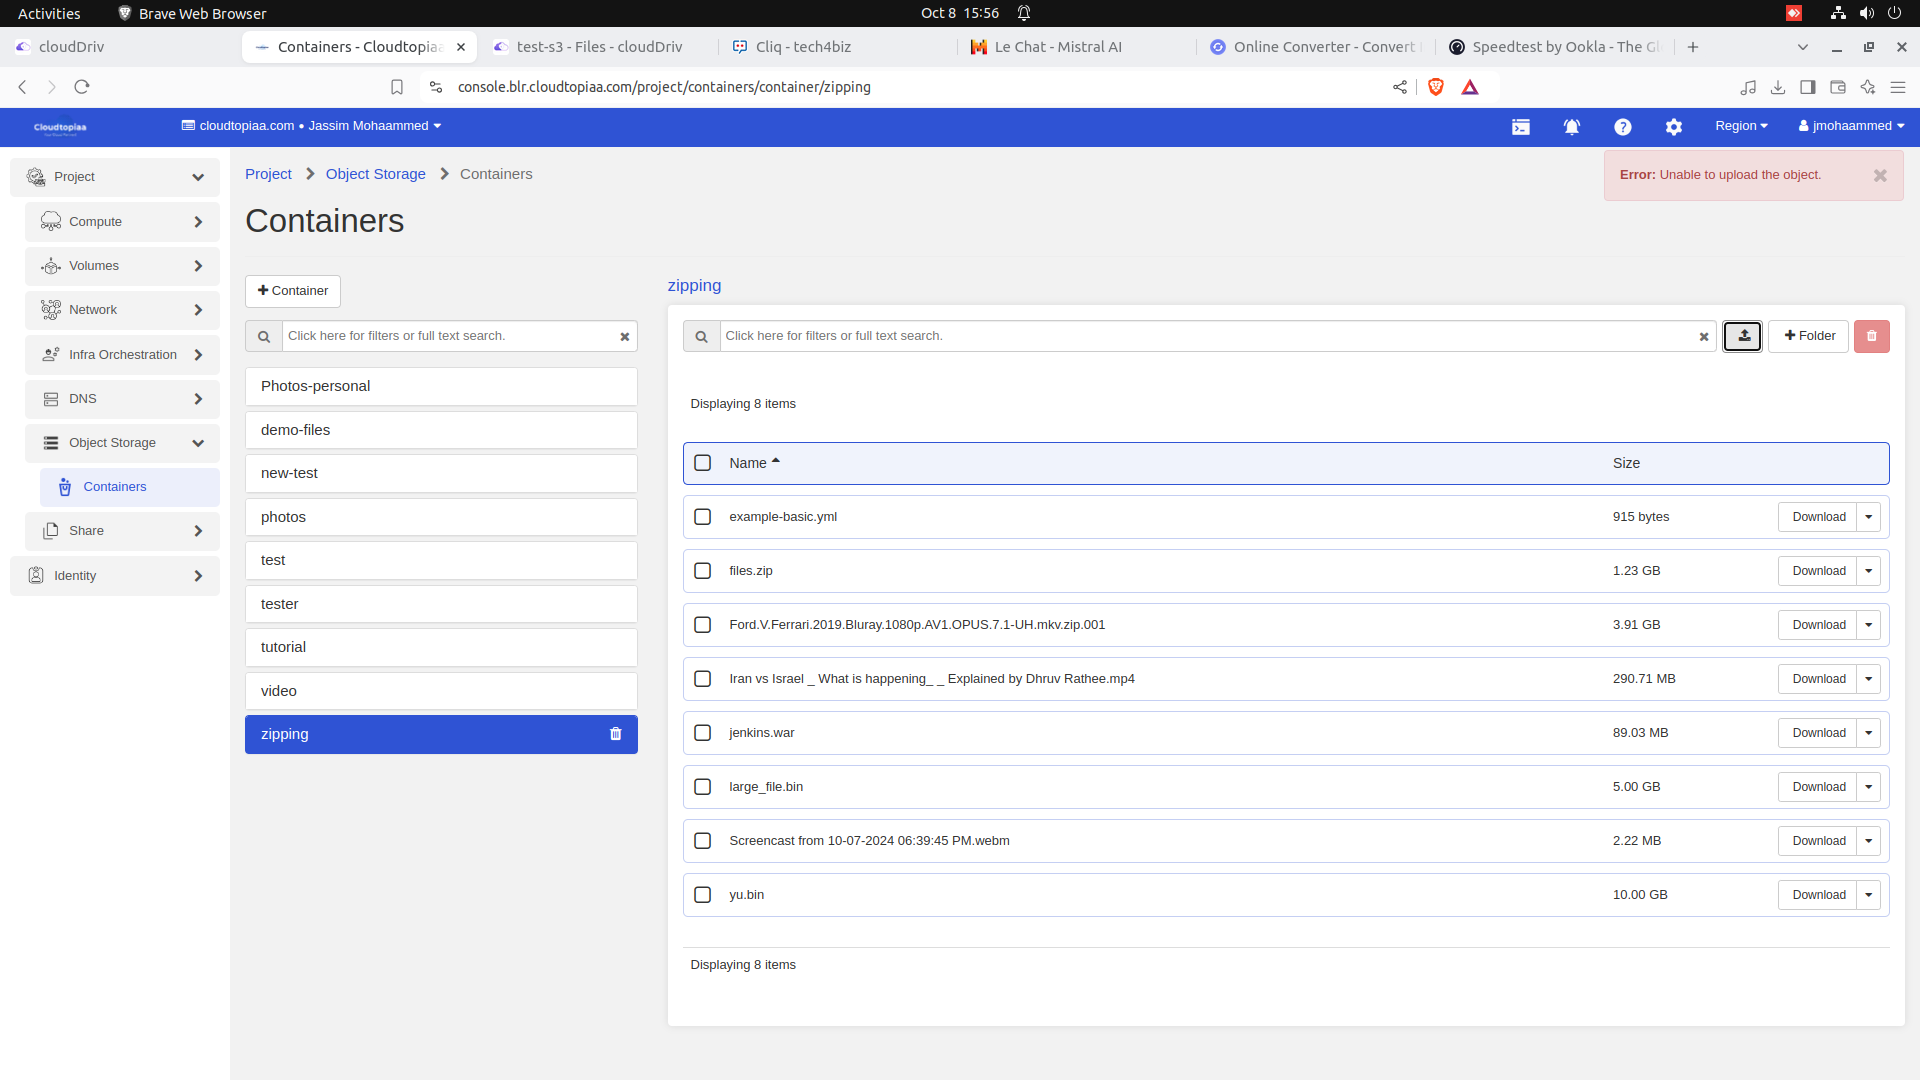 Activities
Brave Web Browser
Oct 8 15:56
cloudDriv
Containers - Cloudtopiaa
test-s3 - Files - cloudDriv
Cliq - tech4biz
Le Chat - Mistral AI
Online Converter - Convert
Speedtest by Ookla - The Gl
console.blr.cloudtopiaa.com/project/containers/container/zipping
Cloudtopiaa
cloudtopiaa.com • Jassim Mohaammed
Region
jmohaammed
Project
Compute
Volumes
Network
Infra Orchestration
DNS
Object Storage
Containers
Share
Identity
Project
Object Storage
Containers
Error: Unable to upload the object.
Containers
Container
Click here for filters or full text search.
Photos-personal
demo-files
new-test
photos
test
tester
tutorial
video
zipping
zipping
Click here for filters or full text search.
Folder
Displaying 8 items
Name Size
example-basic.yml 915 bytes Download
files.zip 1.23 GB Download
Ford.V.Ferrari.2019.Bluray.1080p.AV1.OPUS.7.1-UH.mkv.zip.001 3.91 GB Download
Iran vs Israel _ What is happening_ _ Explained by Dhruv Rathee.mp4 290.71 MB Download
jenkins.war 89.03 MB Download
large_file.bin 5.00 GB Download
Screencast from 10-07-2024 06:39:45 PM.webm 2.22 MB Download
yu.bin 10.00 GB Download
Displaying 8 items